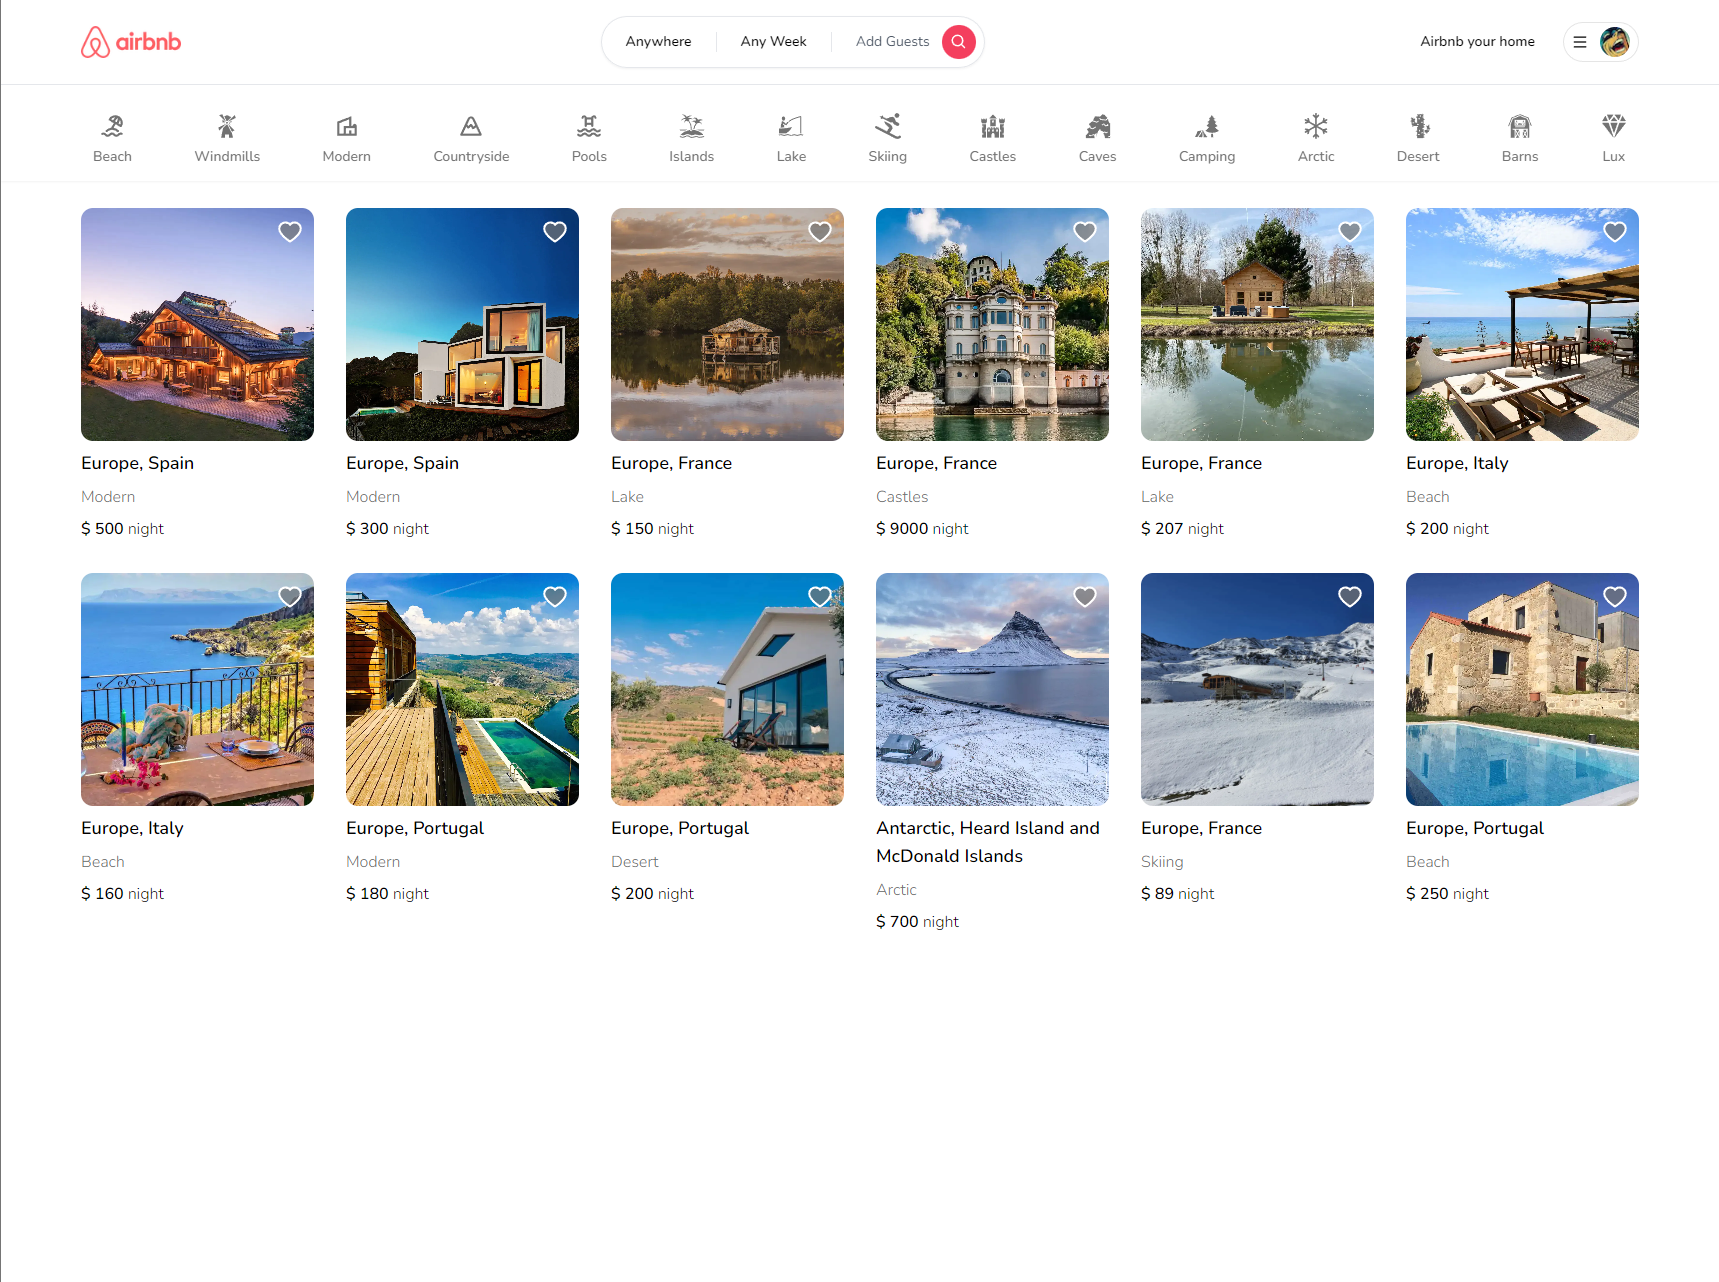 airbnb
Anywhere
Any Week
Add Guests
Airbnb your home
Beach
Windmills
Modern
Countryside
Pools
Islands
Lake
Skiing
Castles
Caves
Camping
Arctic
Desert
Barns
Lux
Europe, Spain
Modern
$ 500 night
Europe, Spain
Modern
$ 300 night
Europe, France
Lake
$ 150 night
Europe, France
Castles
$ 9000 night
Europe, France
Lake
$ 207 night
Europe, Italy
Beach
$ 200 night
Europe, Italy
Beach
$ 160 night
Europe, Portugal
Modern
$ 180 night
Europe, Portugal
Desert
$ 200 night
Antarctic, Heard Island and
McDonald Islands
Arctic
$ 700 night
Europe, France
Skiing
$ 89 night
Europe, Portugal
Beach
$ 250 night